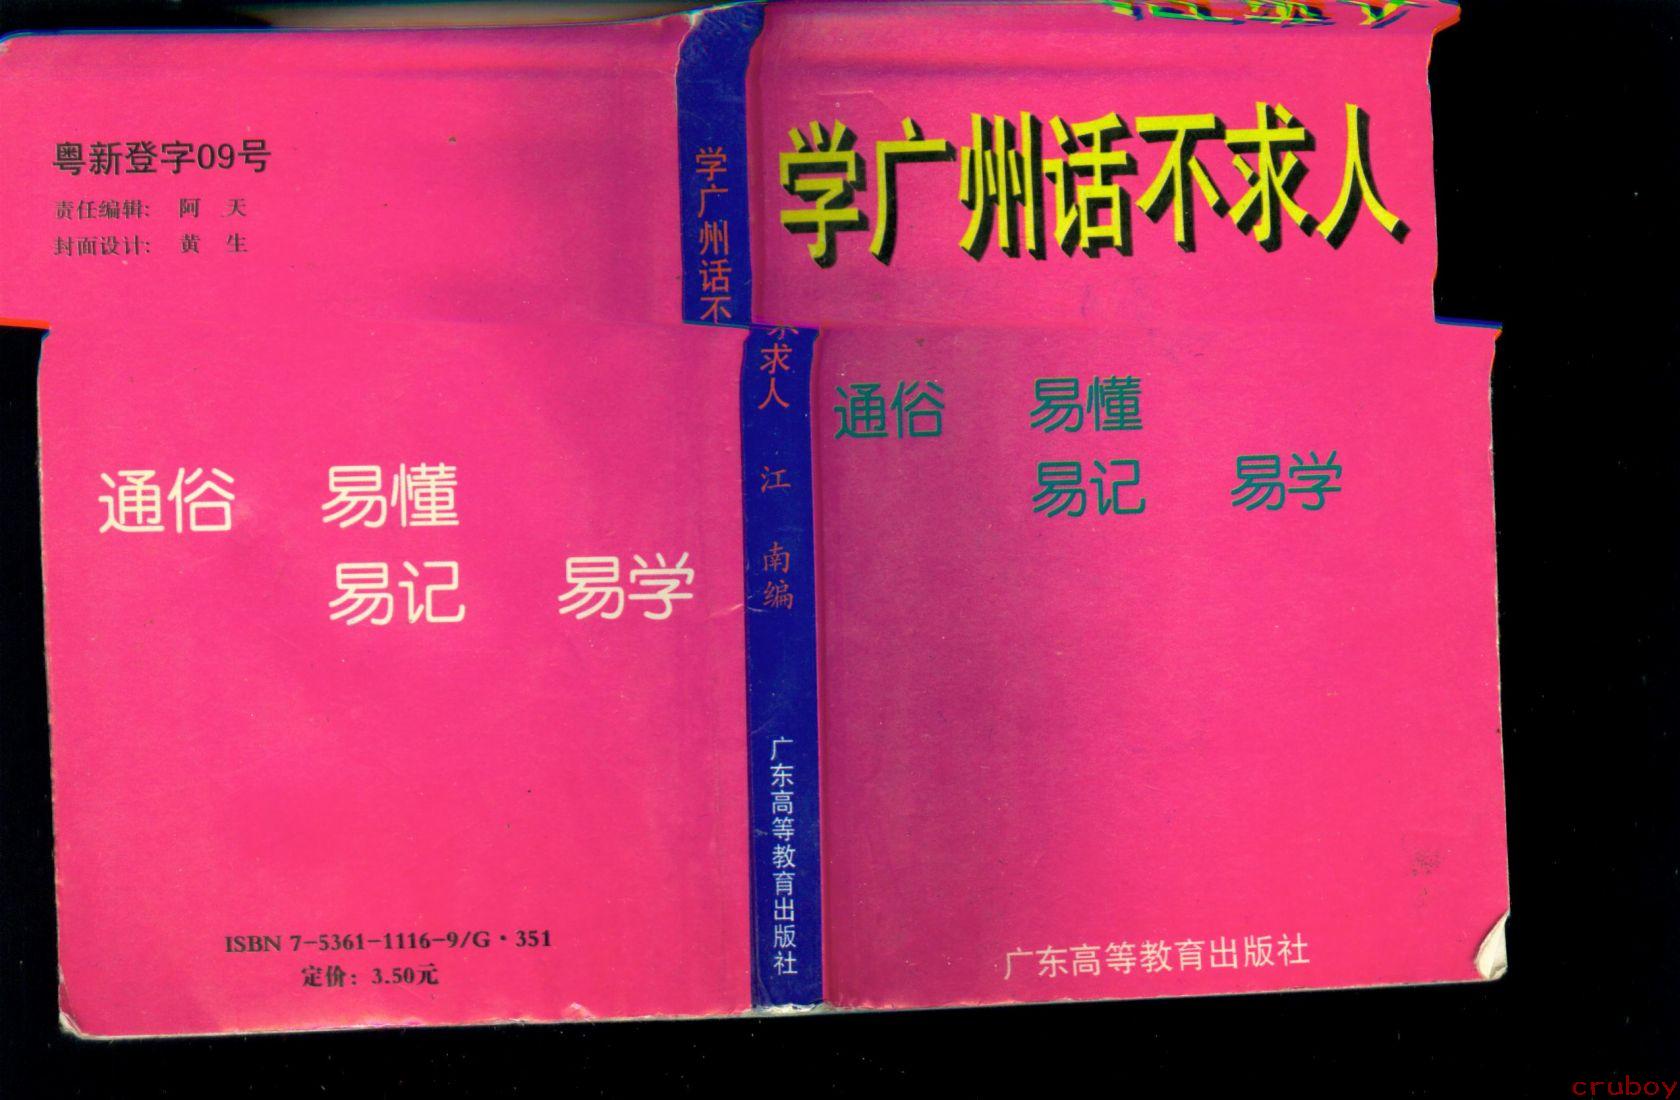 粤新登字09号
责任编辑: 阿 天
封面设计: 黄 生
通俗 易懂
易记 易学
ISBN 7-5361-1116-9/G·351
定价: 3.50元
学广州话不求人
江 南编
广东高等教育出版社
学广州话不求人
通俗 易懂
易记 易学
广东高等教育出版社
cruboy